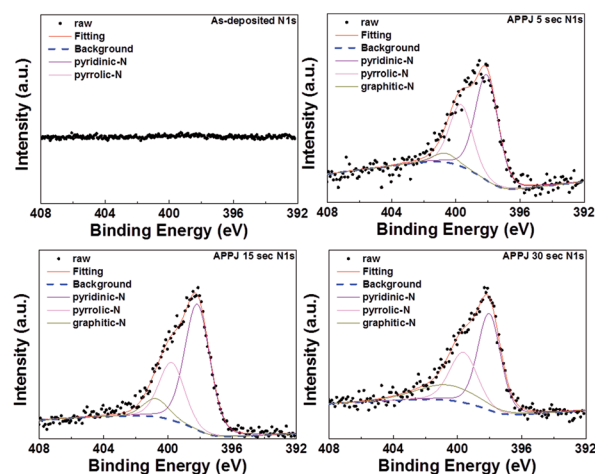 As-deposited N1s
raw
Fitting
Background
pyridinic-N
pyrrolic-N
Intensity (a.u.)
408 404 400 396 392
Binding Energy (eV)
APPJ 5 sec N1s
raw
Fitting
Background
pyridinic-N
pyrrolic-N
graphitic-N
Intensity (a.u.)
408 404 400 396 392
Binding Energy (eV)
APPJ 15 sec N1s
raw
Fitting
Background
pyridinic-N
pyrrolic-N
graphitic-N
Intensity (a.u.)
408 404 400 396 392
Binding Energy (eV)
APPJ 30 sec N1s
raw
Fitting
Background
pyridinic-N
pyrrolic-N
graphitic-N
Intensity (a.u.)
408 404 400 396 392
Binding Energy (eV)